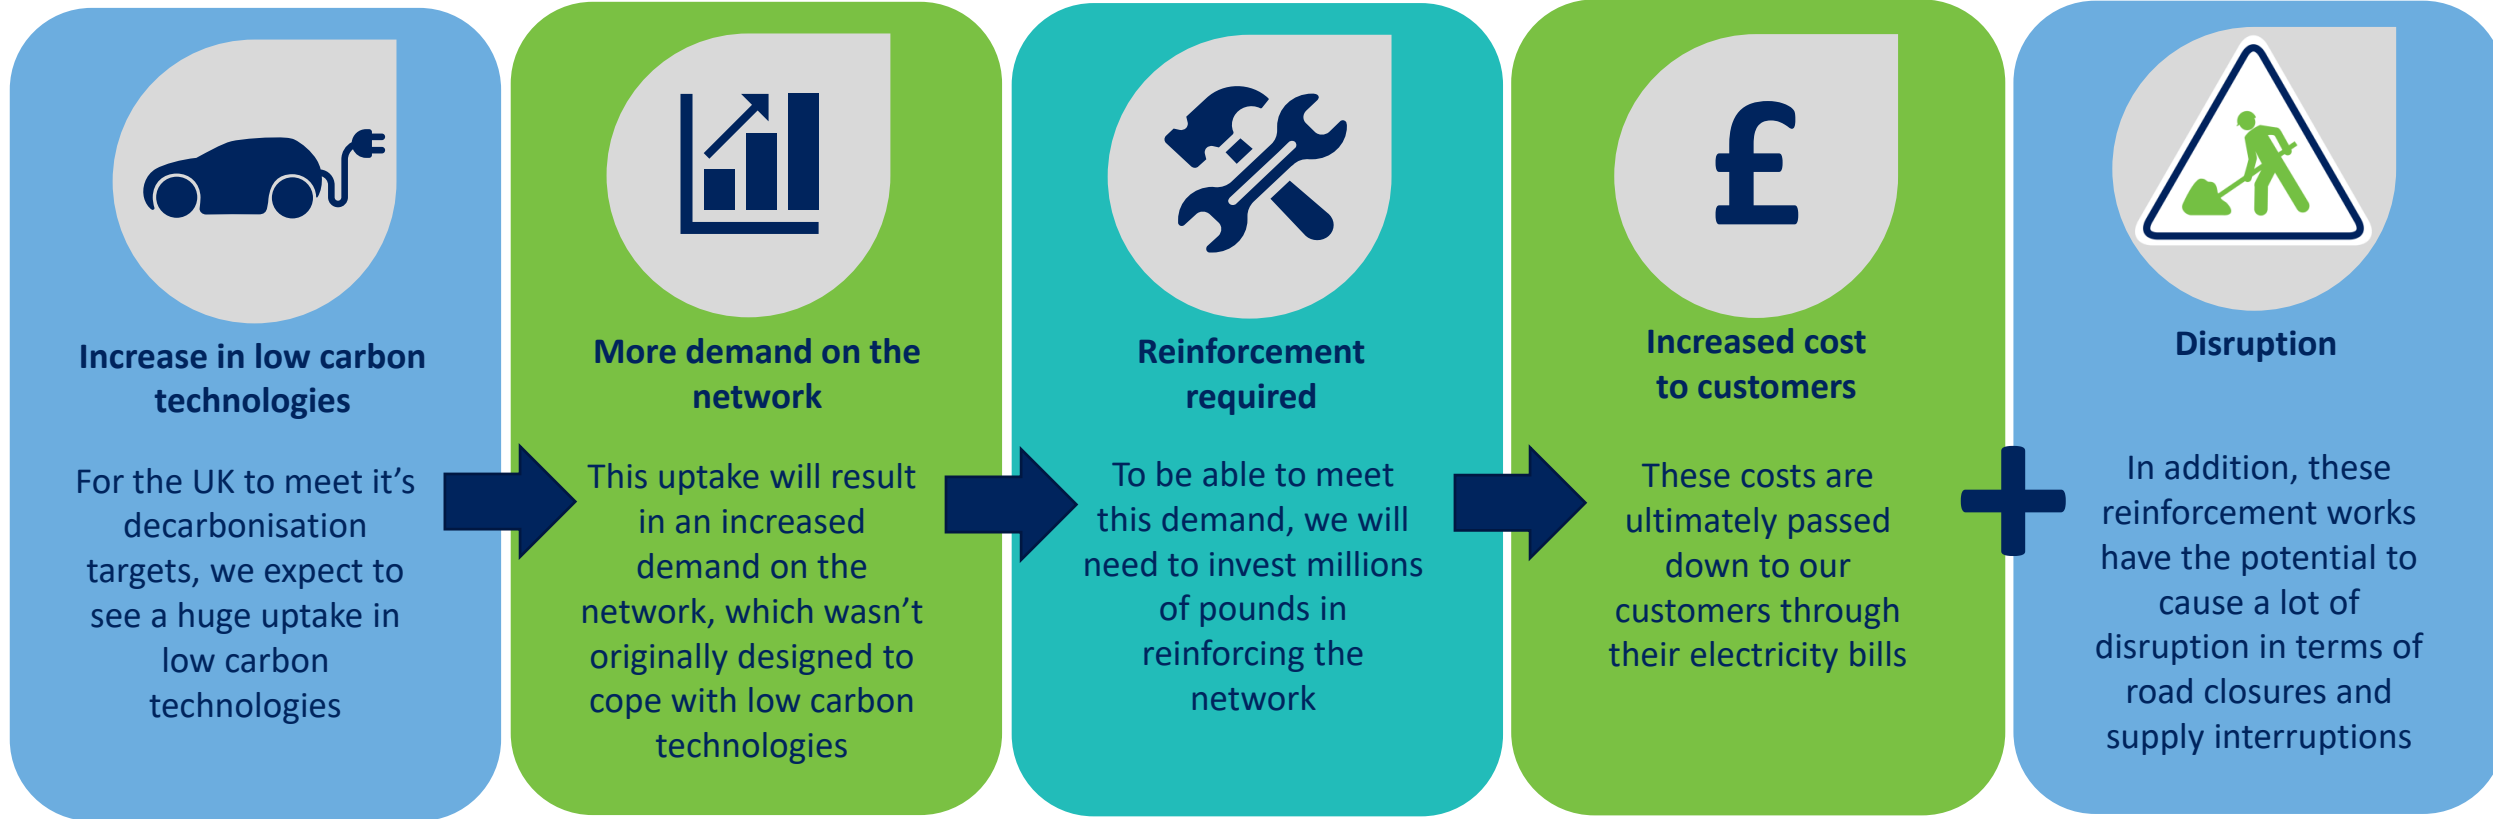 Increase in low carbon
technologies
For the UK to meet it’s
decarbonisation
targets, we expect to
see a huge uptake in
low carbon
technologies
More demand on the
network
This uptake will result
in an increased
demand on the
network, which wasn’t
originally designed to
cope with low carbon
technologies
Reinforcement
required
To be able to meet
this demand, we will
need to invest millions
of pounds in
reinforcing the
network
£
Increased cost
to customers
These costs are
ultimately passed
down to our
customers through
their electricity bills
Disruption
In addition, these
reinforcement works
have the potential to
cause a lot of
disruption in terms of
road closures and
supply interruptions